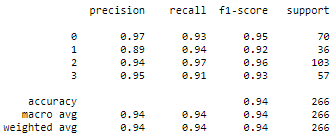 precision recall f1-score support
0 0.97 0.93 0.95 70
1 0.89 0.94 0.92 36
2 0.94 0.97 0.96 103
3 0.95 0.91 0.93 57
accuracy 0.94 266
macro avg 0.94 0.94 0.94 266
weighted avg 0.94 0.94 0.94 266